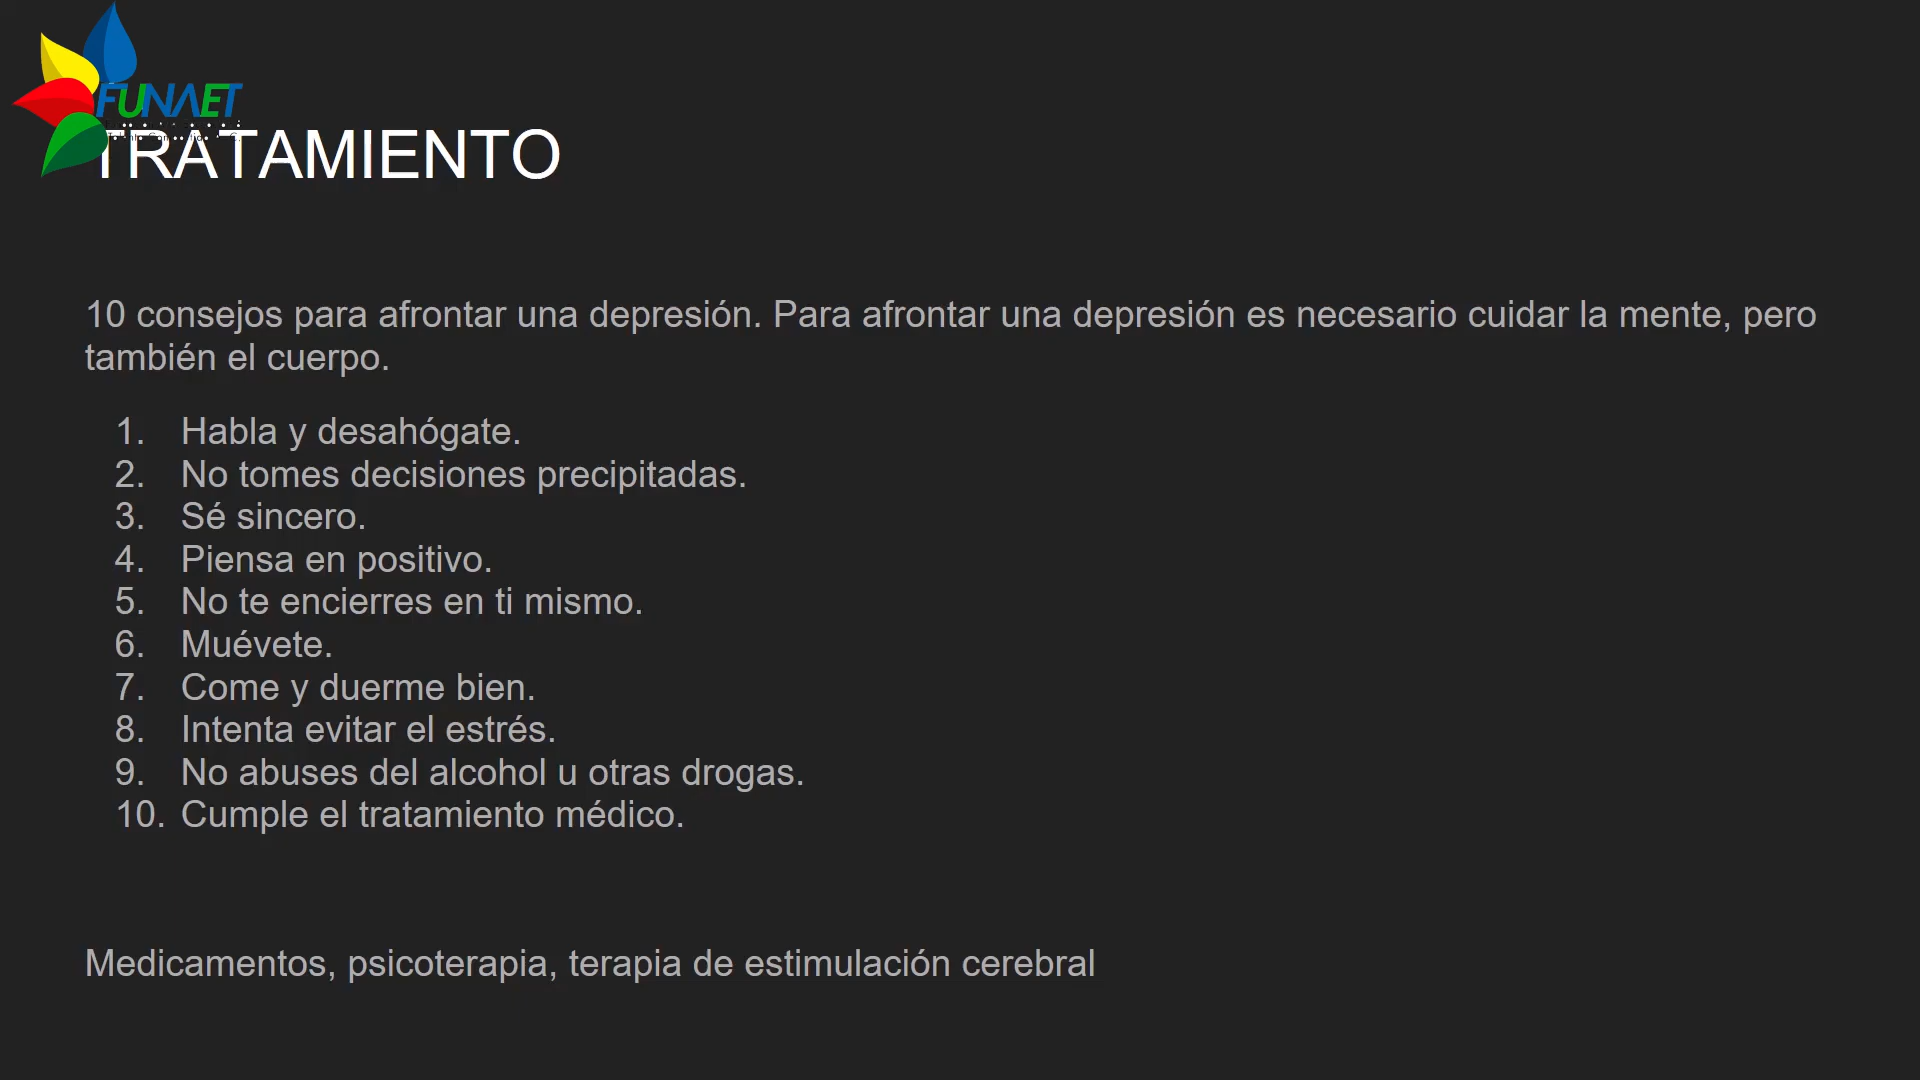 FUNAET
TRATAMIENTO
10 consejos para afrontar una depresión. Para afrontar una depresión es necesario cuidar la mente, pero
también el cuerpo.
1. Habla y desahógate.
2. No tomes decisiones precipitadas.
3. Sé sincero.
4. Piensa en positivo.
5. No te encierres en ti mismo.
6. Muévete.
7. Come y duerme bien.
8. Intenta evitar el estrés.
9. No abuses del alcohol u otras drogas.
10. Cumple el tratamiento médico.
Medicamentos, psicoterapia, terapia de estimulación cerebral